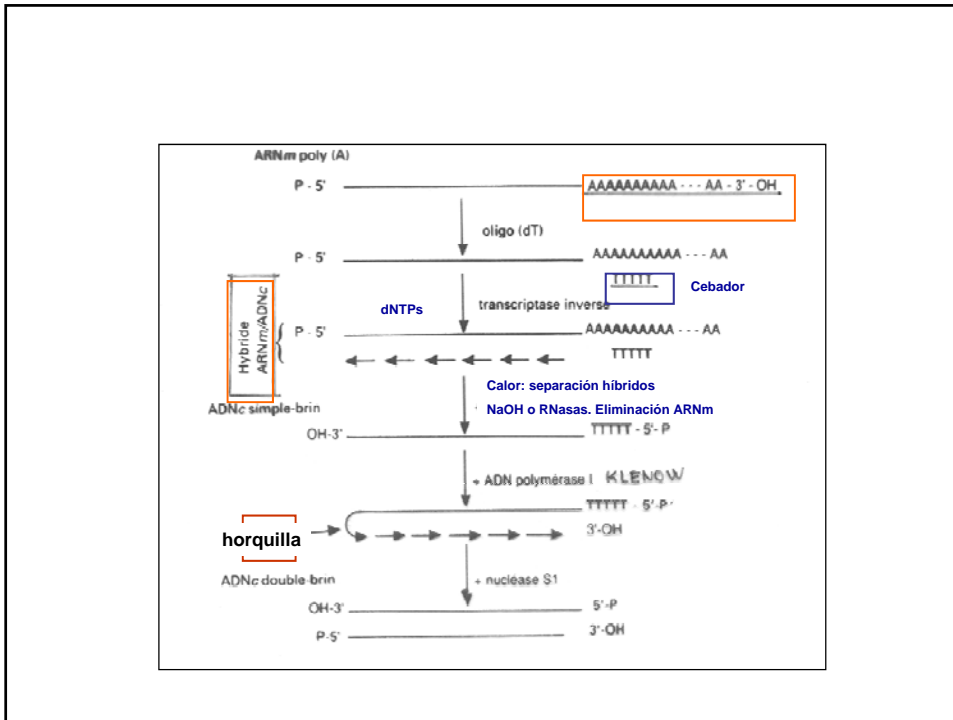 ARNm poly (A)
P - 5' AAAAAAAAAA - - - AA - 3' - OH
oligo (dT)
P - 5' AAAAAAAAAA - - - AA
TTTTT Cebador
dNTPs transcriptase inverse
Hybride
ARNm/ADNc
P - 5' AAAAAAAAAA - - - AA
TTTTT
Calor: separación híbridos
NaOH o RNasas. Eliminación ARNm
ADNc simple-brin
OH-3' TTTTT - 5'- P
+ ADN polymérase I KLENOW
TTTTT - 5'-P'
horquilla 3'-OH
ADNc double-brin + nucléase S1
OH-3' 5'-P
P-5' 3'-OH